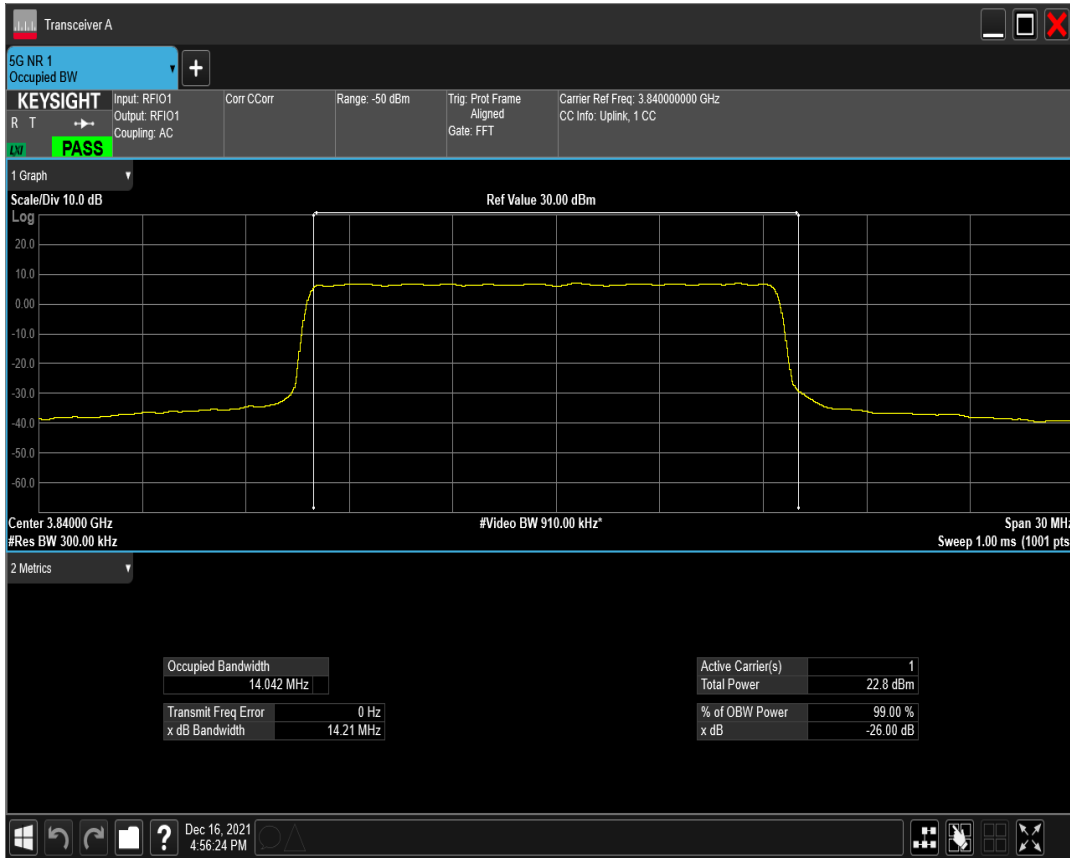 Transceiver A
5G NR 1
Occupied BW
KEYSIGHT
R T
LXI
PASS
Input: RFIO1
Output: RFIO1
Coupling: AC
Corr CCorr
Range: -50 dBm
Trig: Prot Frame
Aligned
Gate: FFT
Carrier Ref Freq: 3.840000000 GHz
CC Info: Uplink, 1 CC
1 Graph
Scale/Div 10.0 dB
Ref Value 30.00 dBm
Log
20.0
10.0
0.00
-10.0
-20.0
-30.0
-40.0
-50.0
-60.0
Center 3.84000 GHz
#Video BW 910.00 kHz*
Span 30 MHz
#Res BW 300.00 kHz
Sweep 1.00 ms (1001 pts
2 Metrics
Occupied Bandwidth
14.042 MHz
Transmit Freq Error 0 Hz
x dB Bandwidth 14.21 MHz
Active Carrier(s) 1
Total Power 22.8 dBm
% of OBW Power 99.00 %
x dB -26.00 dB
?
Dec 16, 2021
4:56:24 PM